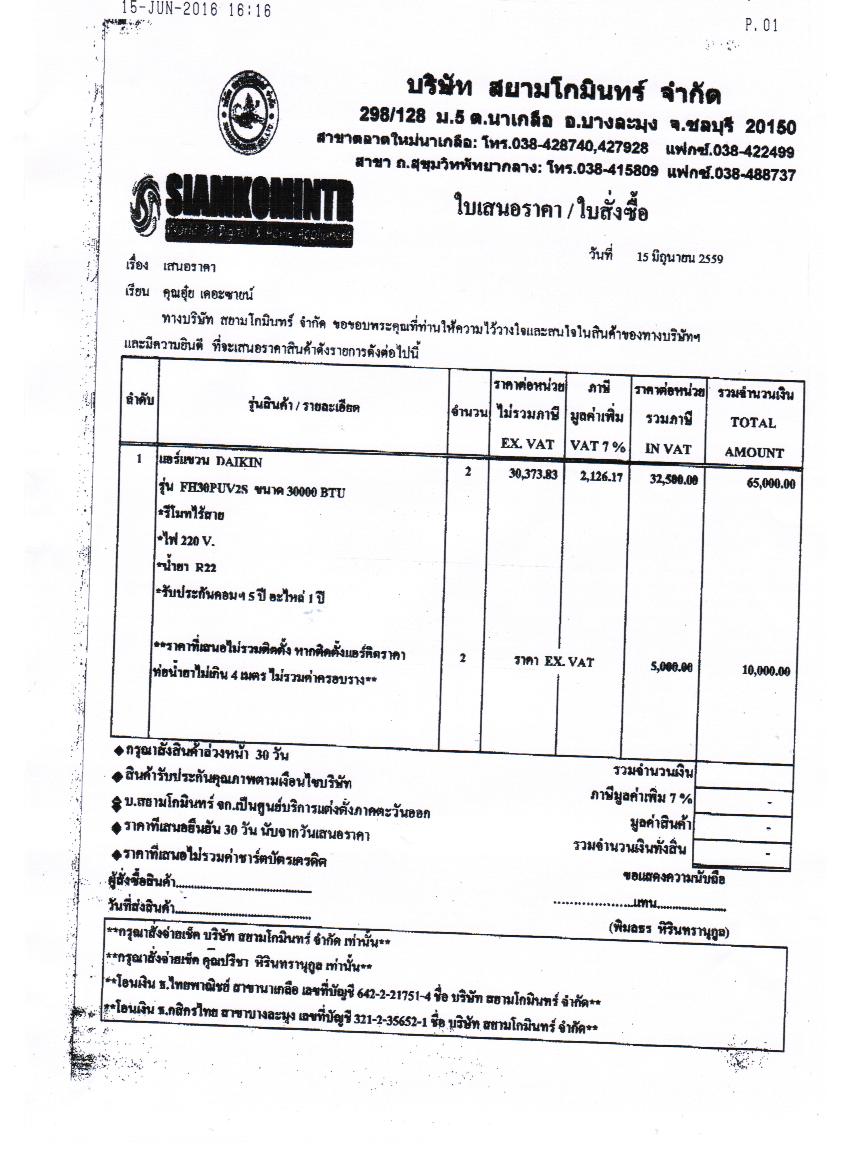 15-JUN-2016 16:16
P.01
บริษัท สยามโกมินทร์ จำกัด
298/128 ม.5 ต.นาเกลือ อ.บางละมุง จ.ชลบุรี 20150
สาขาตลาดใหม่นาเกลือ: โทร.038-428740,427928 แฟกซ์.038-422499
สาขา ถ.สุขุมวิทพัทยากลาง: โทร.038-415809 แฟกซ์.038-488737
SIAMKOMINTR
World of Digital & Home Appliances
ใบเสนอราคา / ใบสั่งซื้อ
วันที่ 15 มิถุนายน 2559
เรื่อง เสนอราคา
เรียน คุณอุ๋ย เดอะซายน์
ทางบริษัท สยามโกมินทร์ จำกัด ขอขอบพระคุณที่ท่านให้ความไว้วางใจและสนใจในสินค้าของทางบริษัทฯ
และมีความยินดี ที่จะเสนอราคาสินค้าดังรายการดังต่อไปนี้
ลำดับ รุ่นสินค้า / รายละเอียด จำนวน ราคาต่อหน่วย ไม่รวมภาษี EX. VAT ภาษี มูลค่าเพิ่ม VAT 7 % ราคาต่อหน่วย รวมภาษี IN VAT รวมจำนวนเงิน TOTAL AMOUNT
1 แอร์แขวน DAIKIN 2 30,373.83 2,126.17 32,500.00 65,000.00
รุ่น FH30PUV2S ขนาด 30000 BTU
*รีโมทไร้สาย
*ไฟ 220 V.
*น้ำยา R22
*รับประกันคอมฯ 5 ปี อะไหล่ 1 ปี
**ราคาที่เสนอไม่รวมติดตั้ง หากติดตั้งแอร์คิดราคา 2 ราคา EX. VAT 5,000.00 10,000.00
ท่อน้ำยาไม่เกิน 4 เมตร ไม่รวมค่าครอบราง**
◆กรุณาสั่งสินค้าล่วงหน้า 30 วัน
รวมจำนวนเงิน
◆สินค้ารับประกันคุณภาพตามเงื่อนไขบริษัท
ภาษีมูลค่าเพิ่ม 7 % -
◆บ.สยามโกมินทร์ จก.เป็นศูนย์บริการแต่งตั้งภาคตะวันออก
มูลค่าสินค้า -
◆ราคาที่เสนอยืนยัน 30 วัน นับจากวันเสนอราคา
รวมจำนวนเงินทั้งสิ้น -
◆ราคาที่เสนอไม่รวมค่าชาร์ตบัตรเครดิต
ขอแสดงความนับถือ
ผู้สั่งซื้อสินค้า....................................
....................แทน....................
วันที่ส่งสินค้า....................................
(พิมลธร หิรินทรานุกูล)
**กรุณาสั่งจ่ายเช็ค บริษัท สยามโกมินทร์ จำกัด เท่านั้น**
**กรุณาสั่งจ่ายเช็ค คุณปรีชา หิรินทรานุกูล เท่านั้น**
**โอนเงิน ธ.ไทยพาณิชย์ สาขานาเกลือ เลขที่บัญชี 642-2-21751-4 ชื่อ บริษัท สยามโกมินทร์ จำกัด**
**โอนเงิน ธ.กสิกรไทย สาขาบางละมุง เลขที่บัญชี 321-2-35652-1 ชื่อ บริษัท สยามโกมินทร์ จำกัด**